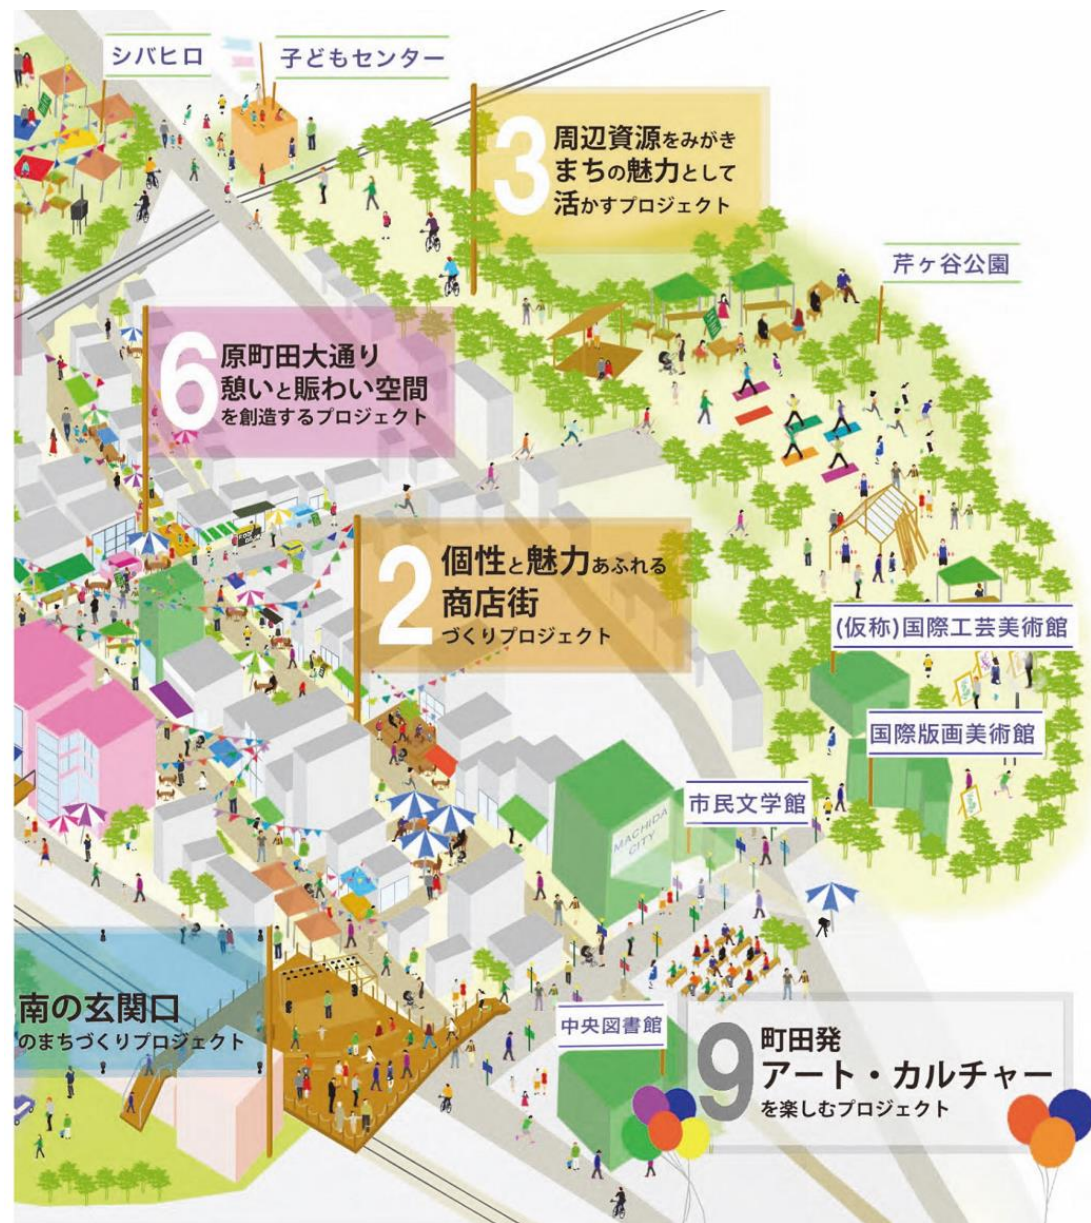 シバヒロ
子どもセンター
3
周辺資源をみがき
まちの魅力として
活かすプロジェクト
芹ヶ谷公園
6
原町田大通り
憩いと賑わい空間
を創造するプロジェクト
2
個性と魅力あふれる
商店街
づくりプロジェクト
(仮称)国際工芸美術館
国際版画美術館
市民文学館
MACHIDA
CITY
南の玄関口
のまちづくりプロジェクト
中央図書館
9
町田発
アート・カルチャー
を楽しむプロジェクト